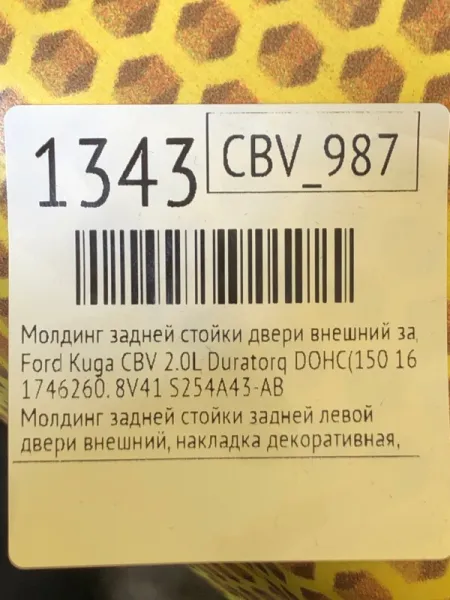 1343
CBV_987
Молдинг задней стойки двери внешний за,
Ford Kuga CBV 2.0L Duratorq DOHC(150 16
1746260. 8V41 S254A43-AB
Молдинг задней стойки задней левой
двери внешний, накладка декоративная,